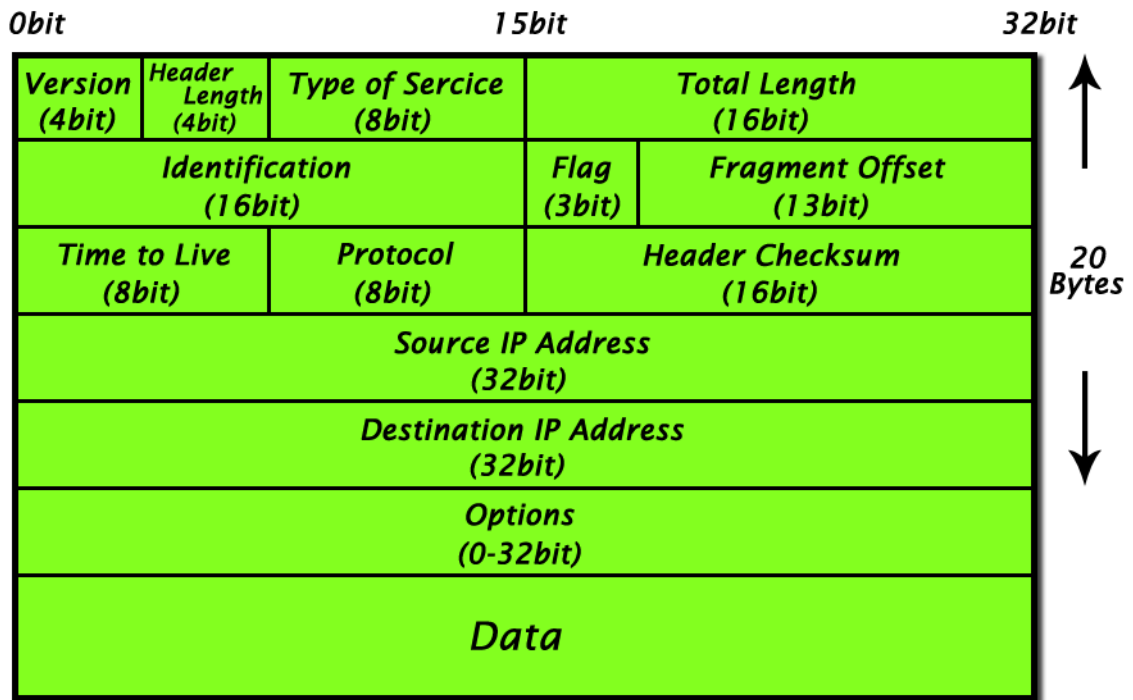 0bit
15bit
32bit
Version
(4bit)
Header
Length
(4bit)
Type of Sercice
(8bit)
Total Length
(16bit)
Identification
(16bit)
Flag
(3bit)
Fragment Offset
(13bit)
Time to Live
(8bit)
Protocol
(8bit)
Header Checksum
(16bit)
20
Bytes
Source IP Address
(32bit)
Destination IP Address
(32bit)
Options
(0-32bit)
Data